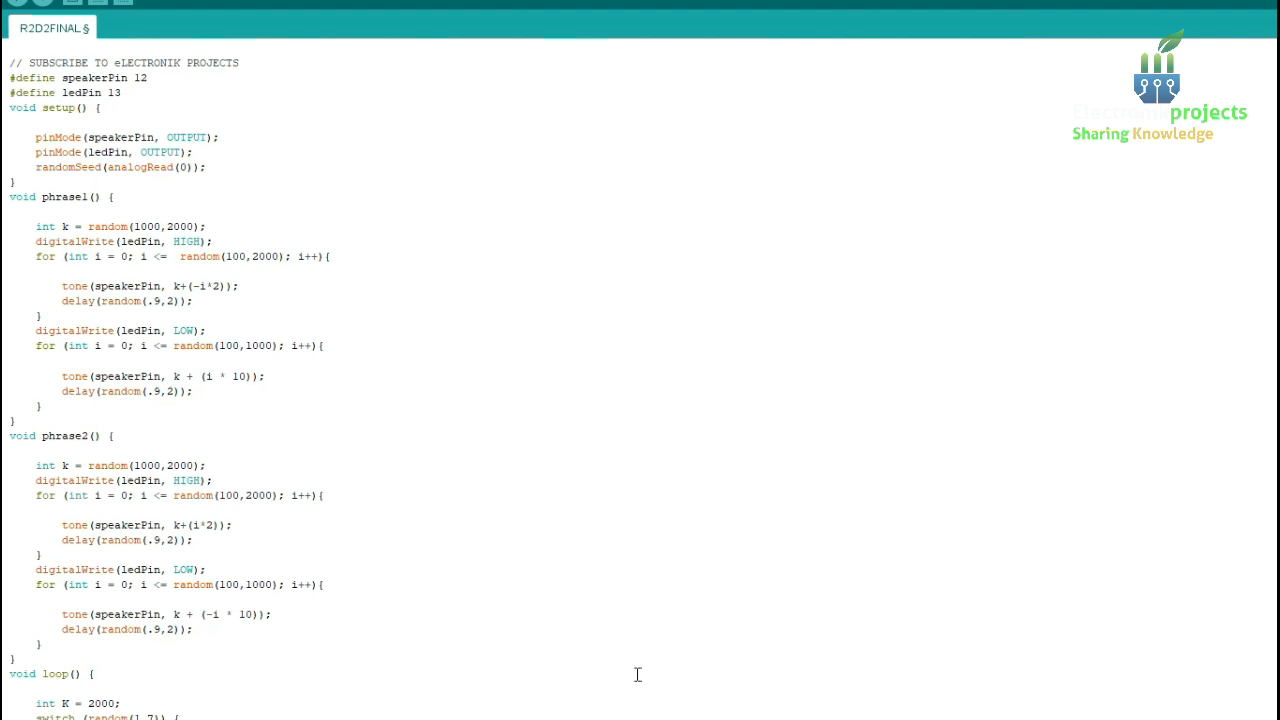 R2D2FINAL §
// SUBSCRIBE TO eLECTRONIK PROJECTS
#define speakerPin 12
#define ledPin 13
void setup() {
pinMode(speakerPin, OUTPUT);
pinMode(ledPin, OUTPUT);
randomSeed(analogRead(0));
}
void phrase1() {
int k = random(1000,2000);
digitalWrite(ledPin, HIGH);
for (int i = 0; i <=  random(100,2000); i++){
tone(speakerPin, k+(-i*2));
delay(random(.9,2));
}
digitalWrite(ledPin, LOW);
for (int i = 0; i <= random(100,1000); i++){
tone(speakerPin, k + (i * 10));
delay(random(.9,2));
}
}
void phrase2() {
int k = random(1000,2000);
digitalWrite(ledPin, HIGH);
for (int i = 0; i <= random(100,2000); i++){
tone(speakerPin, k+(i*2));
delay(random(.9,2));
}
digitalWrite(ledPin, LOW);
for (int i = 0; i <= random(100,1000); i++){
tone(speakerPin, k + (-i * 10));
delay(random(.9,2));
}
}
void loop() {
int K = 2000;
switch (random(1,7)) {
projects
Sharing Knowledge